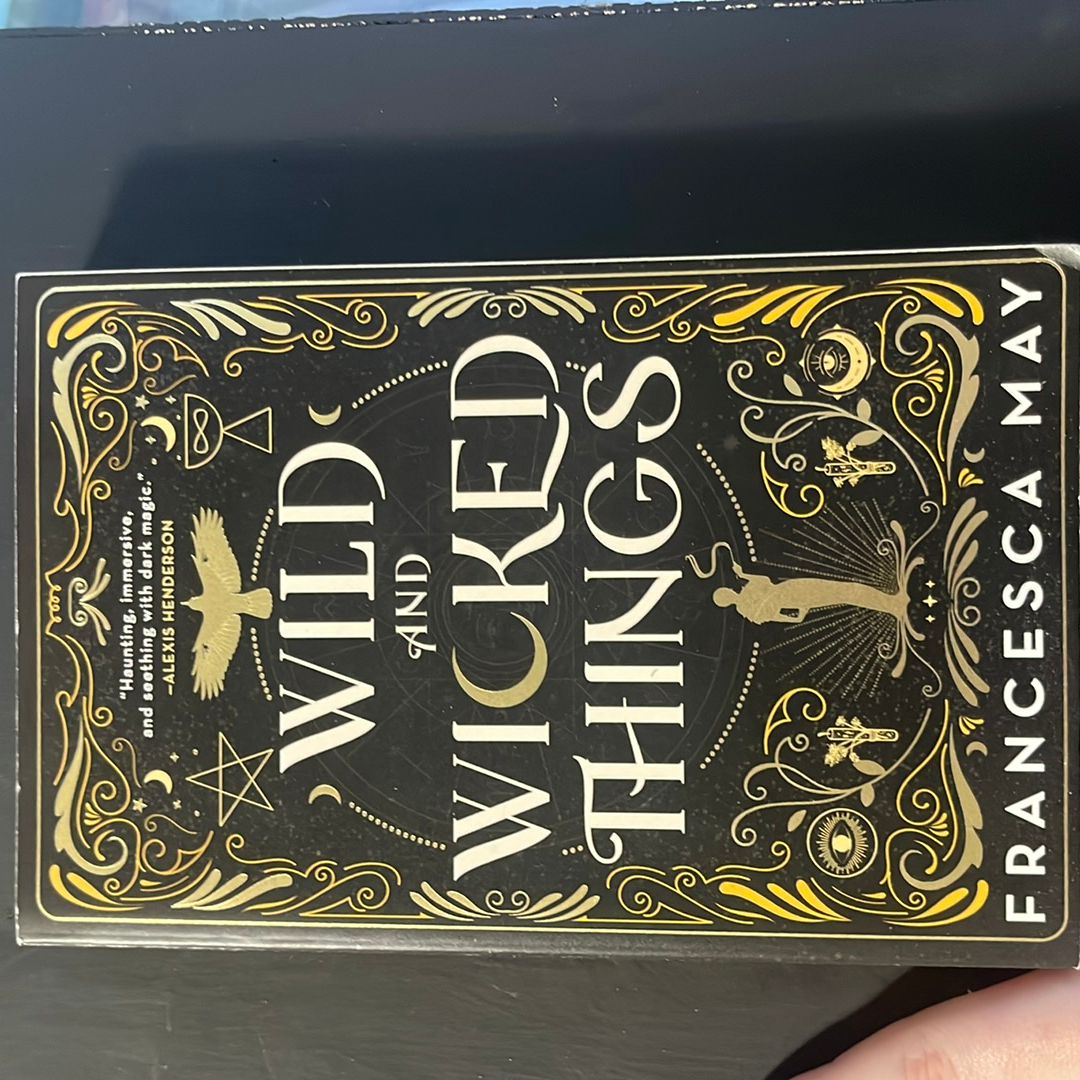 "Haunting, immersive,
and seething with dark magic."
–ALEXIS HENDERSON
WILD
AND
WICKED
THINGS
FRANCESCA MAY